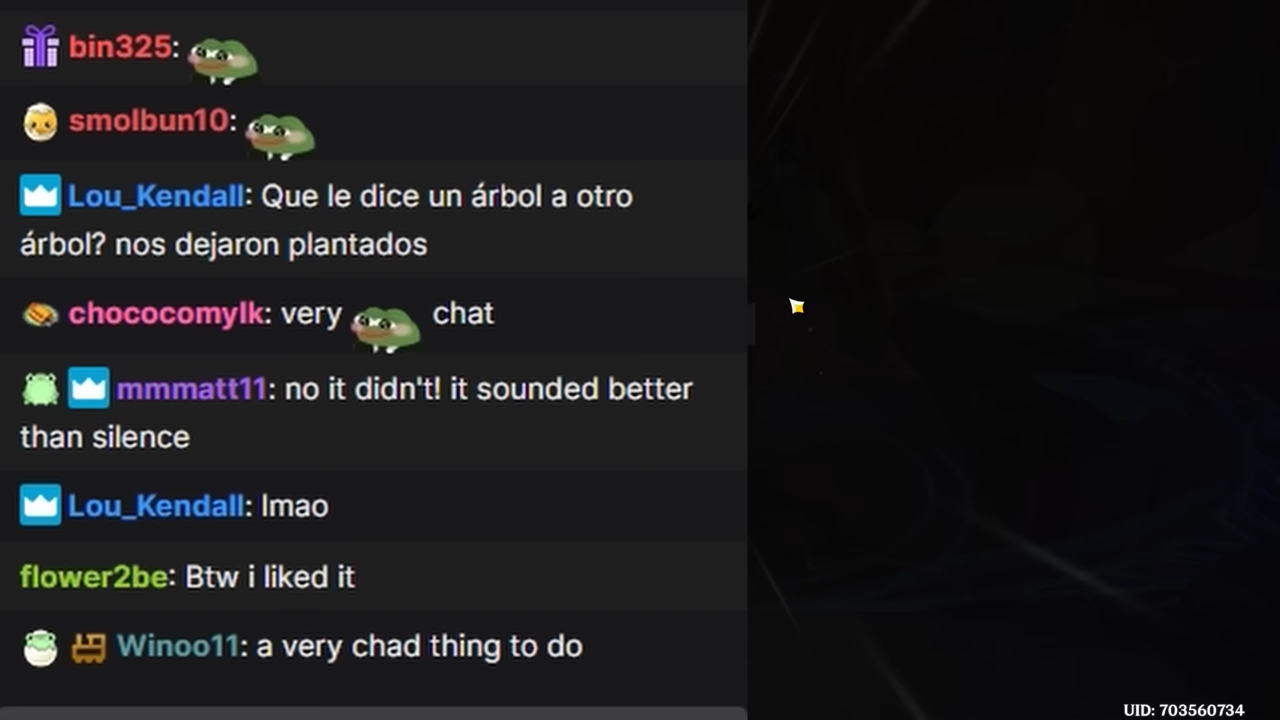 bin325:
smolbun10:
Lou_Kendall: Que le dice un árbol a otro
árbol? nos dejaron plantados
chococomylk: very chat
mmmatt11: no it didn't! it sounded better
than silence
Lou_Kendall: lmao
flower2be: Btw i liked it
Winoo11: a very chad thing to do
UID: 703560734